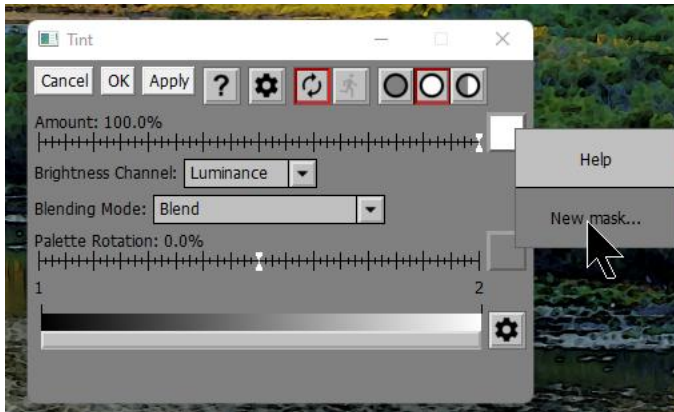 Tint
Cancel OK Apply ?
Amount: 100.0%
Help
Brightness Channel: Luminance
Blending Mode: Blend
New mask...
Palette Rotation: 0.0%
1 2